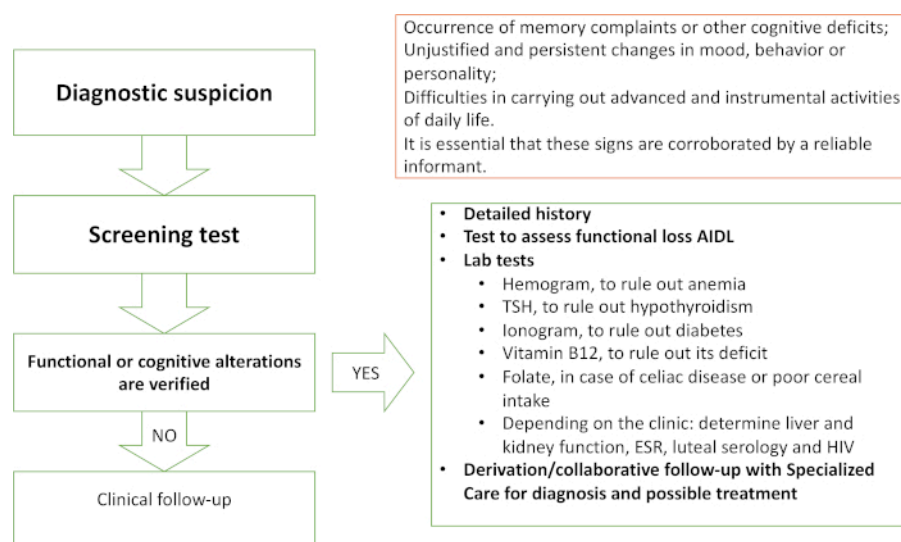 Diagnostic suspicion
Occurrence of memory complaints or other cognitive deficits;
Unjustified and persistent changes in mood, behavior or
personality;
Difficulties in carrying out advanced and instrumental activities
of daily life.
It is essential that these signs are corroborated by a reliable
informant.
Screening test
Functional or cognitive alterations
are verified
YES
NO
Clinical follow-up
• Detailed history
• Test to assess functional loss AIDL
• Lab tests
• Hemogram, to rule out anemia
• TSH, to rule out hypothyroidism
• Ionogram, to rule out diabetes
• Vitamin B12, to rule out its deficit
• Folate, in case of celiac disease or poor cereal
intake
• Depending on the clinic: determine liver and
kidney function, ESR, luteal serology and HIV
• Derivation/collaborative follow-up with Specialized
Care for diagnosis and possible treatment